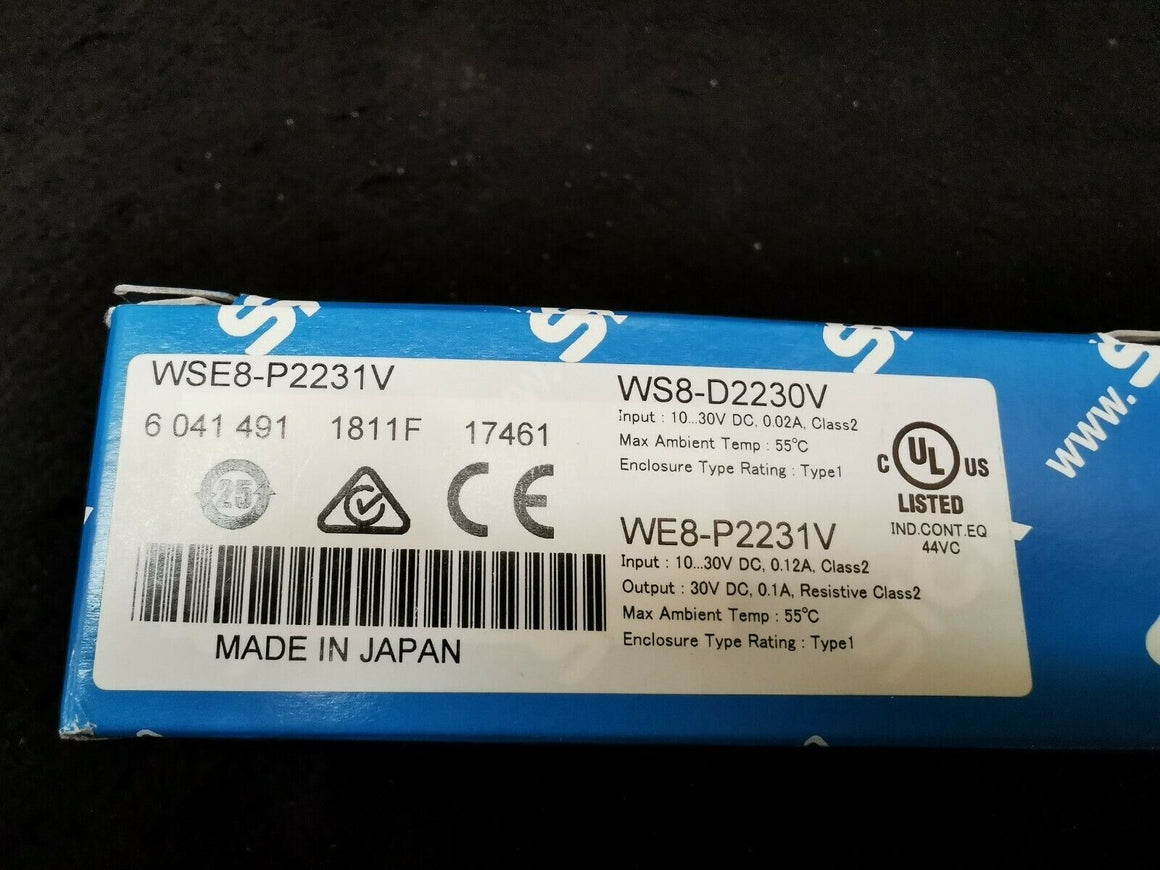 WSE8-P2231V
6 041 491 1811F 17461
25
CE
MADE IN JAPAN
WS8-D2230V
Input : 10...30V DC, 0.02A, Class2
Max Ambient Temp : 55°C
Enclosure Type Rating : Type1
WE8-P2231V
Input : 10...30V DC, 0.12A, Class2
Output : 30V DC, 0.1A, Resistive Class2
Max Ambient Temp : 55°C
Enclosure Type Rating : Type1
C UL US
LISTED
IND.CONT.EQ
44VC
www.